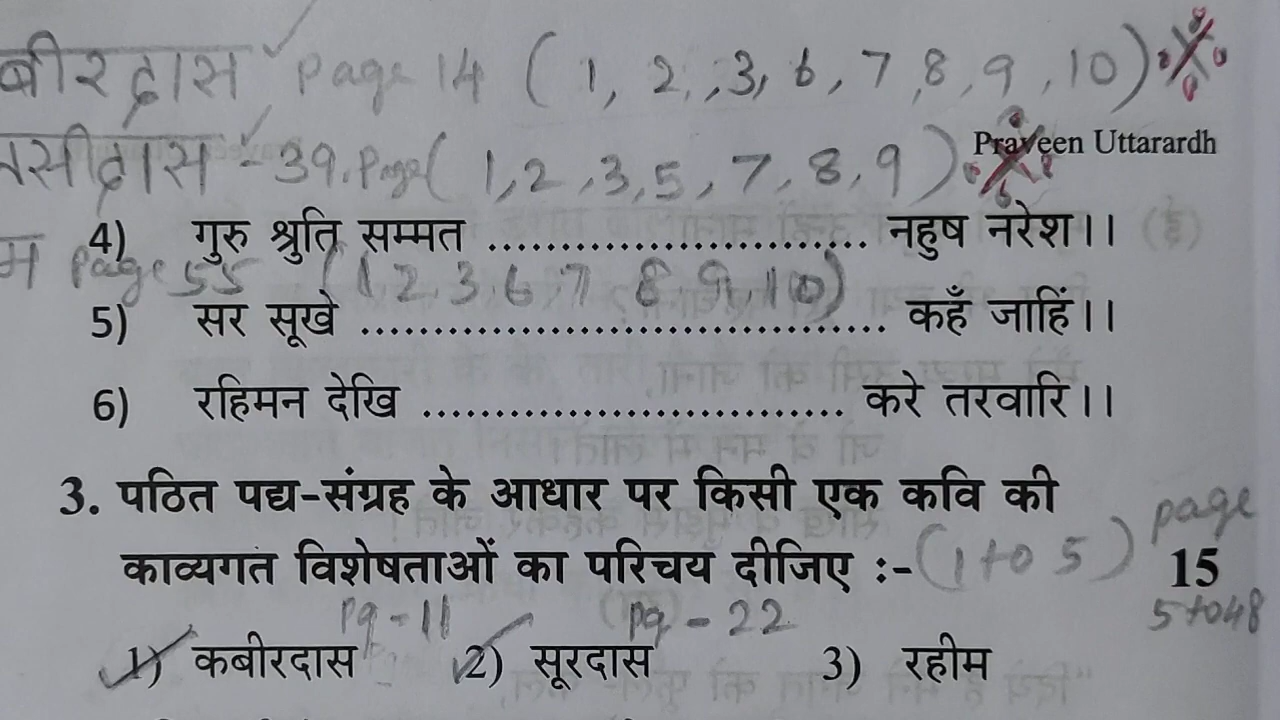 बीरदास page 14 (1, 2, 3, 6, 7, 8, 9, 10)
Praveen Uttarardh
सीदास - 39. Page (1, 2, 3, 5, 7, 8, 9)
4) गुरु श्रुति सम्मत .......................... नहुष नरेश।।
म page 55 (1 2, 3, 6, 7 8, 9, 10)
5) सर सूखे .................................... कहँ जाहिं।।
6) रहिमन देखि ............................. करे तरवारि।।
3. पठित पद्य-संग्रह के आधार पर किसी एक कवि की
page
काव्यगत विशेषताओं का परिचय दीजिए :- (1 to 5) 15
5 to 48
pg - 11 pg - 22
1) कबीरदास 2) सूरदास 3) रहीम